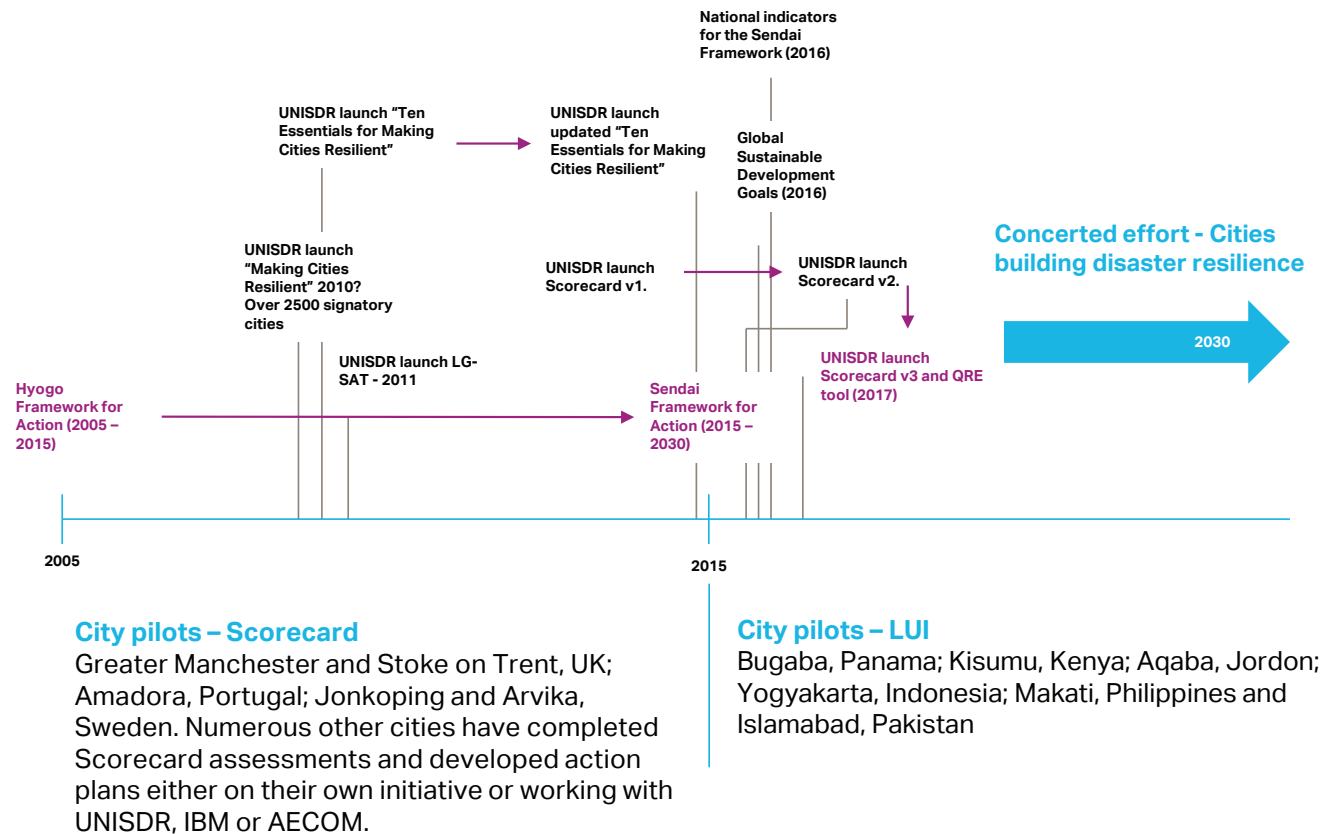 National indicators
for the Sendai
Framework (2016)
UNISDR launch “Ten
Essentials for Making
Cities Resilient”
UNISDR launch
updated “Ten
Essentials for Making
Cities Resilient”
Global
Sustainable
Development
Goals (2016)
UNISDR launch
“Making Cities
Resilient” 2010?
Over 2500 signatory
cities
UNISDR launch
Scorecard v1.
UNISDR launch
Scorecard v2.
Concerted effort - Cities
building disaster resilience
2030
UNISDR launch LG-
SAT - 2011
UNISDR launch
Scorecard v3 and QRE
tool (2017)
Hyogo
Framework for
Action (2005 –
2015)
Sendai
Framework for
Action (2015 –
2030)
2005
2015
City pilots – Scorecard
Greater Manchester and Stoke on Trent, UK;
Amadora, Portugal; Jonkoping and Arvika,
Sweden. Numerous other cities have completed
Scorecard assessments and developed action
plans either on their own initiative or working with
UNISDR, IBM or AECOM.
City pilots – LUI
Bugaba, Panama; Kisumu, Kenya; Aqaba, Jordon;
Yogyakarta, Indonesia; Makati, Philippines and
Islamabad, Pakistan